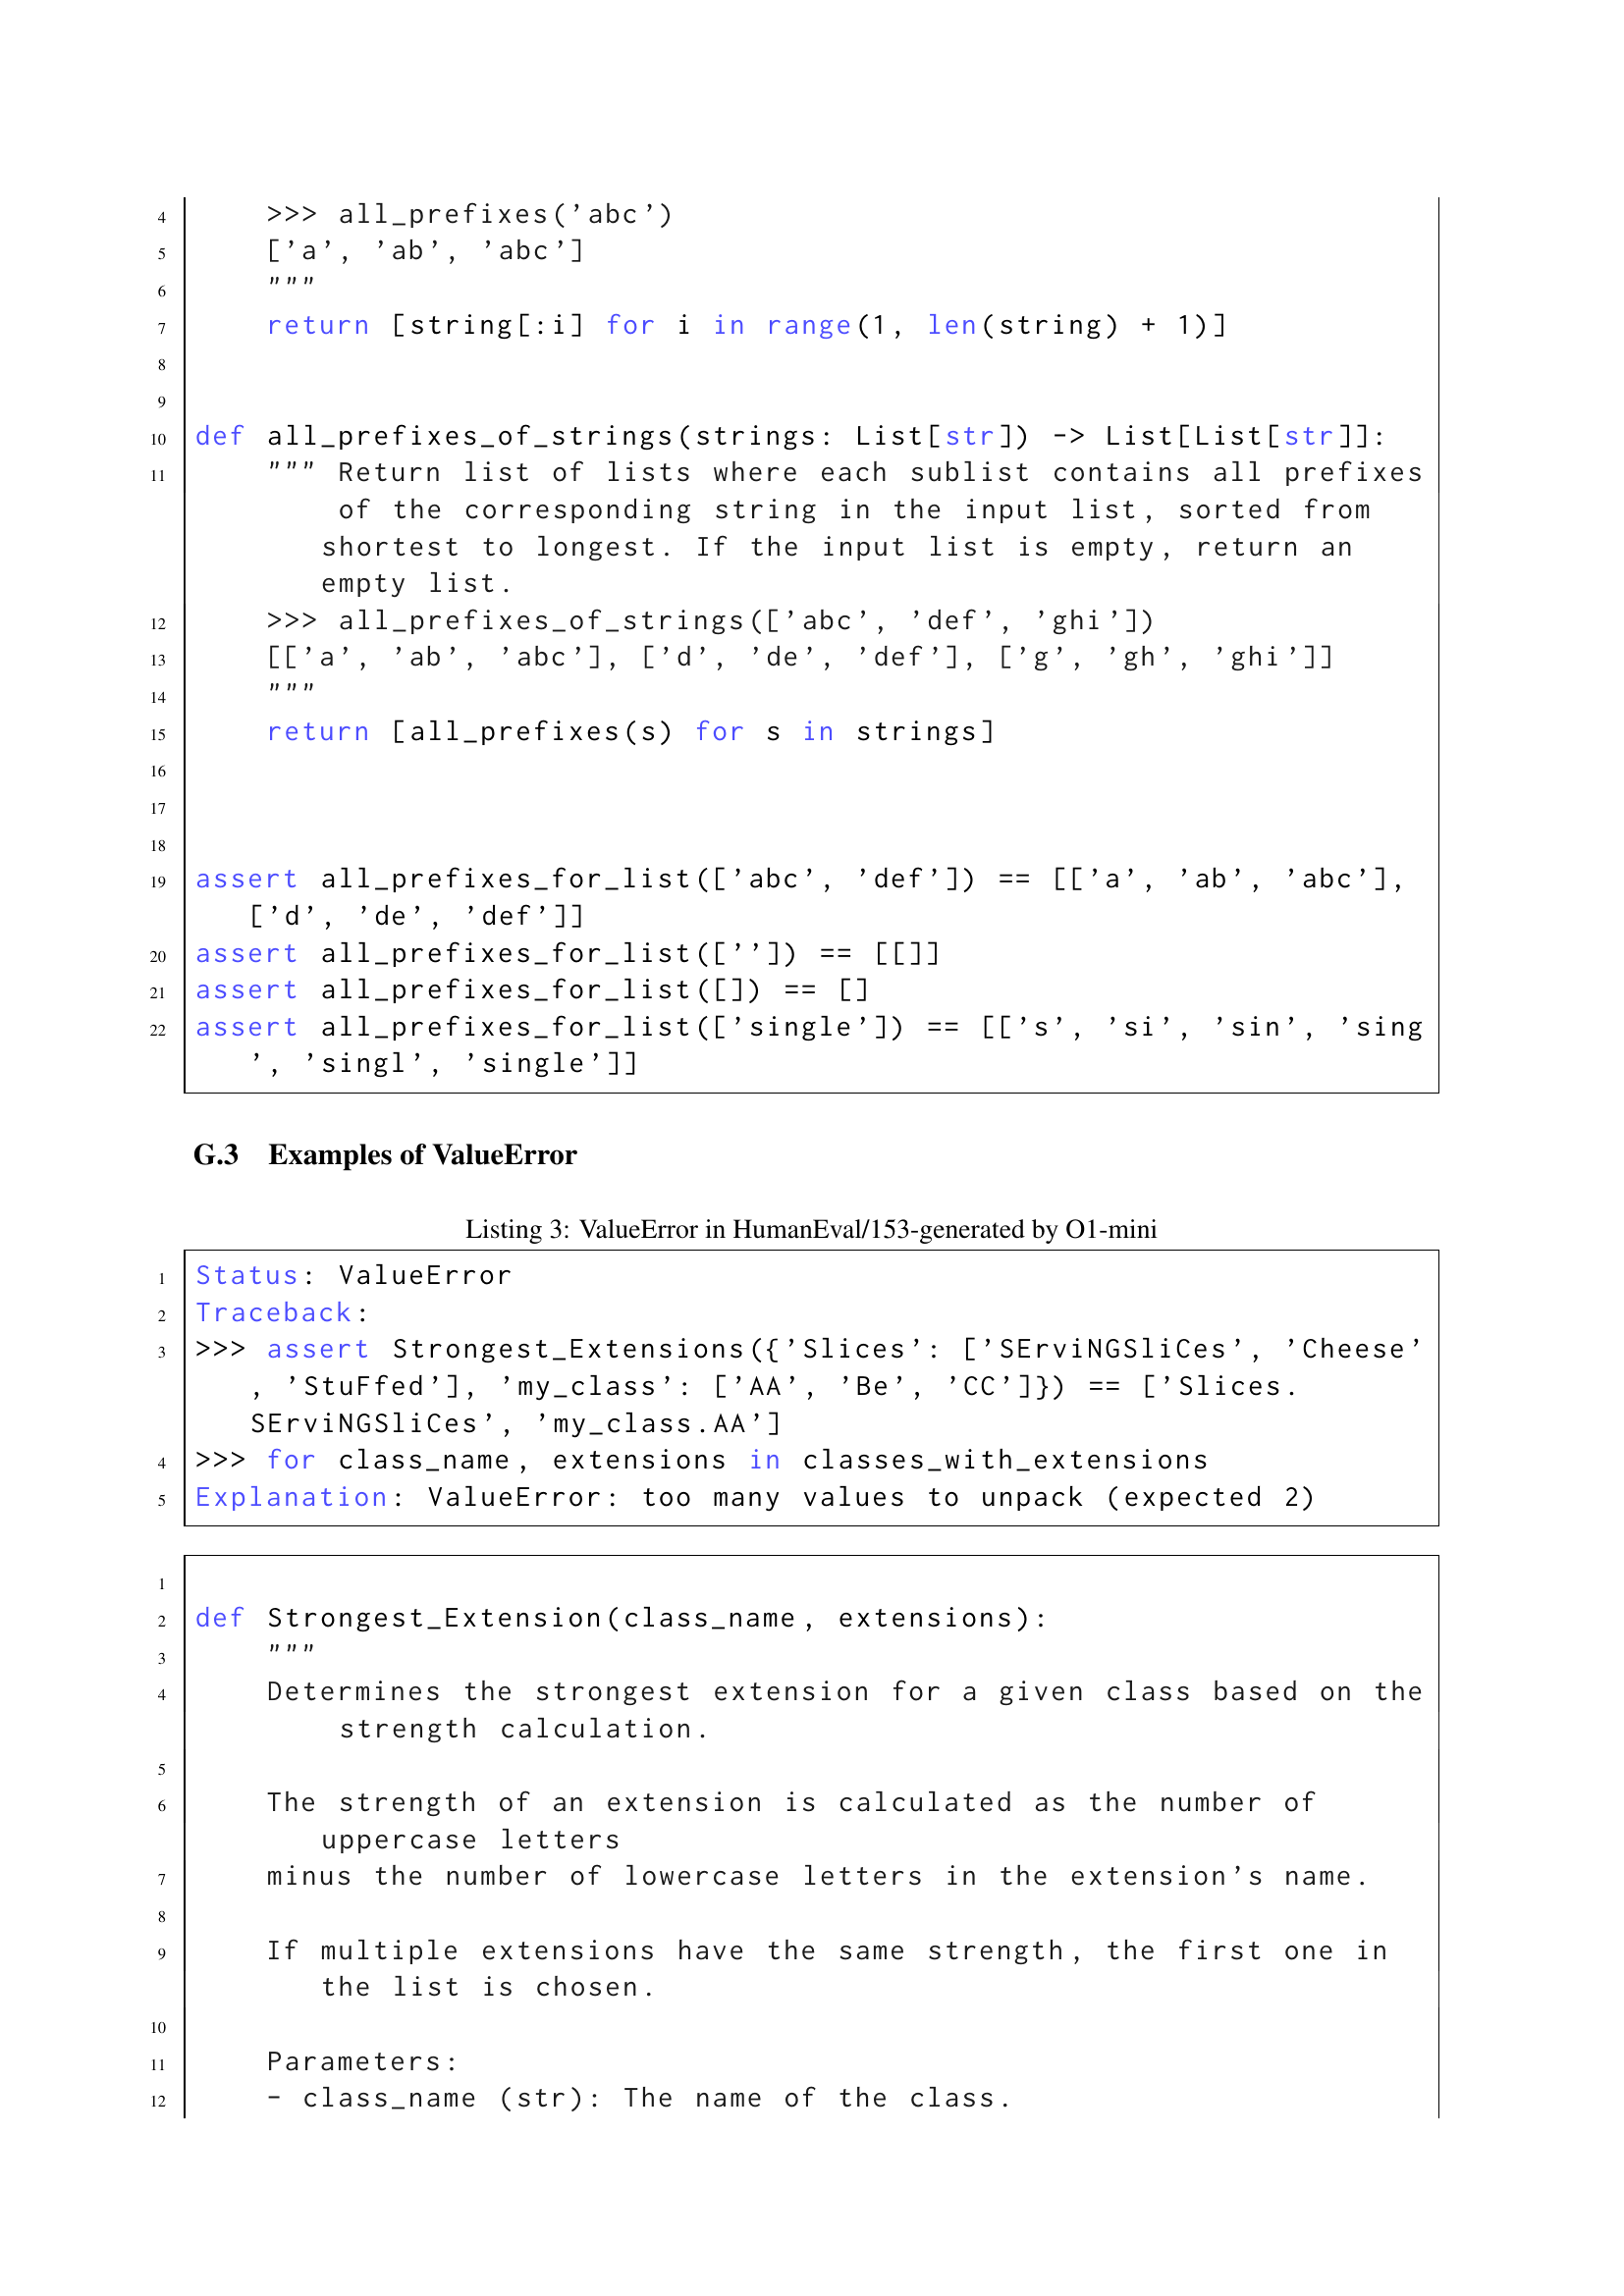 4 >>> all_prefixes('abc')
5 ['a', 'ab', 'abc']
6 """
7 return [string[:i] for i in range(1, len(string) + 1)]
8
9
10 def all_prefixes_of_strings(strings: List[str]) -> List[List[str]]:
11 """ Return list of lists where each sublist contains all prefixes
of the corresponding string in the input list, sorted from
shortest to longest. If the input list is empty, return an
empty list.
12 >>> all_prefixes_of_strings(['abc', 'def', 'ghi'])
13 [['a', 'ab', 'abc'], ['d', 'de', 'def'], ['g', 'gh', 'ghi']]
14 """
15 return [all_prefixes(s) for s in strings]
16
17
18
19 assert all_prefixes_for_list(['abc', 'def']) == [['a', 'ab', 'abc'],
['d', 'de', 'def']]
20 assert all_prefixes_for_list(['']) == [[]]
21 assert all_prefixes_for_list([]) == []
22 assert all_prefixes_for_list(['single']) == [['s', 'si', 'sin', 'sing
', 'singl', 'single']]
G.3 Examples of ValueError
Listing 3: ValueError in HumanEval/153-generated by O1-mini
1 Status: ValueError
2 Traceback:
3 >>> assert Strongest_Extensions({'Slices': ['SErviNGSliCes', 'Cheese'
, 'StuFfed'], 'my_class': ['AA', 'Be', 'CC']}) == ['Slices.
SErviNGSliCes', 'my_class.AA']
4 >>> for class_name, extensions in classes_with_extensions
5 Explanation: ValueError: too many values to unpack (expected 2)
1
2 def Strongest_Extension(class_name, extensions):
3 """
4 Determines the strongest extension for a given class based on the
strength calculation.
5
6 The strength of an extension is calculated as the number of
uppercase letters
7 minus the number of lowercase letters in the extension's name.
8
9 If multiple extensions have the same strength, the first one in
the list is chosen.
10
11 Parameters:
12 - class_name (str): The name of the class.